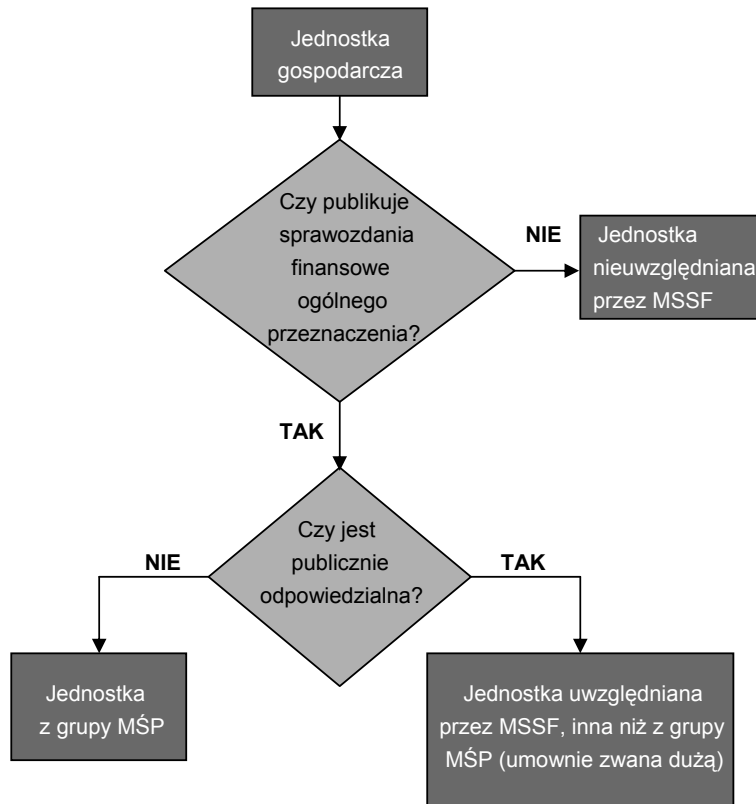 Jednostka
gospodarcza
Czy publikuje
sprawozdania
finansowe
ogólnego
przeznaczenia?
NIE
Jednostka
nieuwzględniana
przez MSSF
TAK
Czy jest
publicznie
odpowiedzialna?
NIE
TAK
Jednostka
z grupy MŚP
Jednostka uwzględniana
przez MSSF, inna niż z grupy
MŚP (umownie zwana dużą)